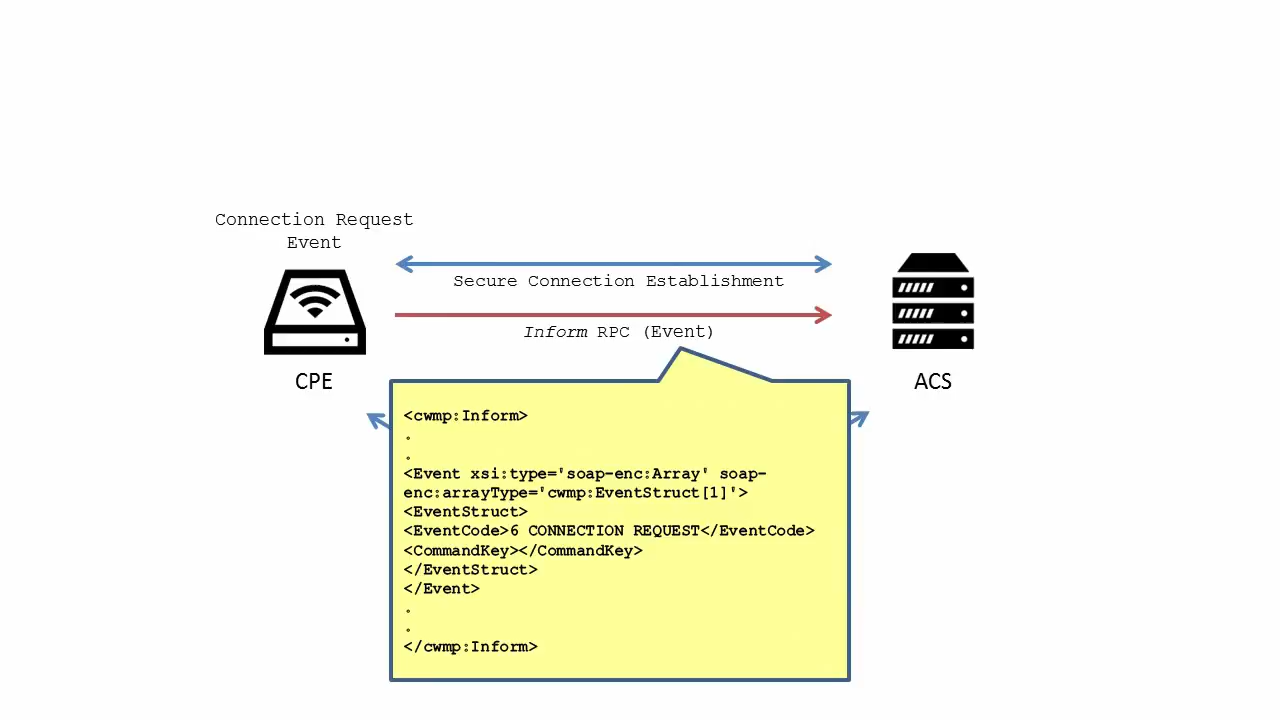 Connection Request
Event
Secure Connection Establishment
Inform RPC (Event)
CPE
ACS
<cwmp:Inform>
.
.
<Event xsi:type='soap-enc:Array' soap-
enc:arrayType='cwmp:EventStruct[1]'>
<EventStruct>
<EventCode>6 CONNECTION REQUEST</EventCode>
<CommandKey></CommandKey>
</EventStruct>
</Event>
.
.
</cwmp:Inform>